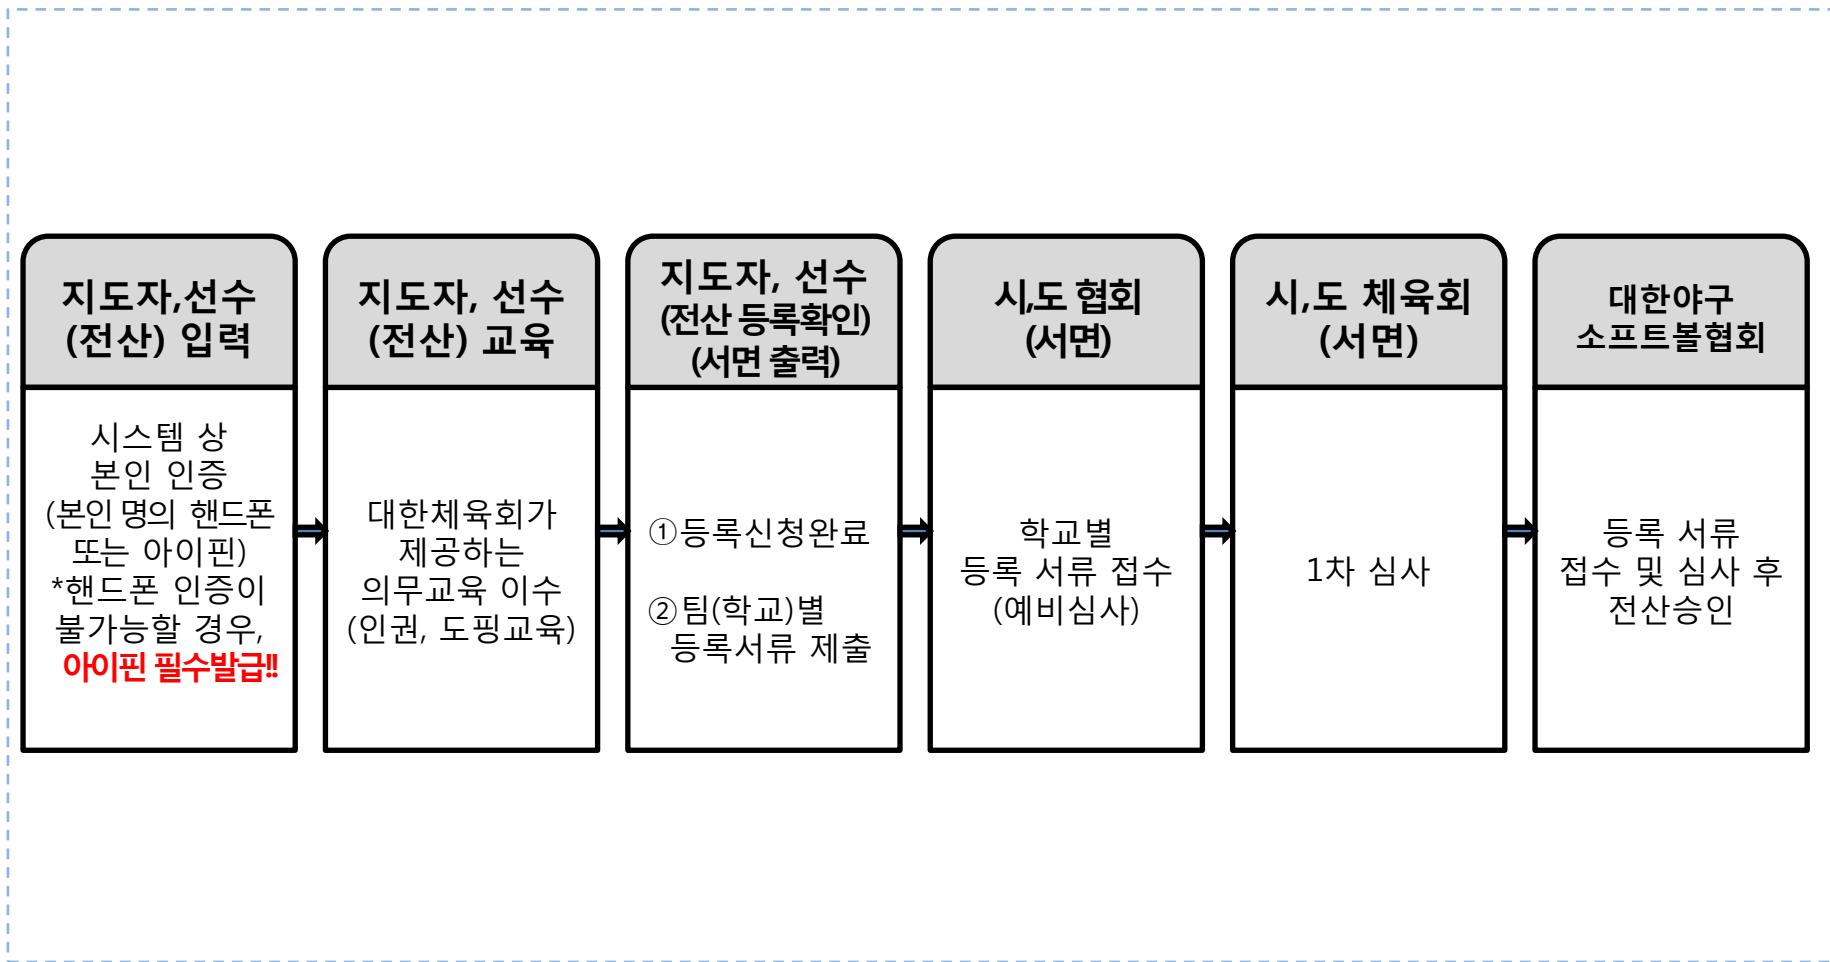 지도자,선수
(전산) 입력
시스템 상
본인 인증
(본인 명의 핸드폰
또는 아이핀)
*핸드폰 인증이
불가능할 경우,
아이핀 필수발급!!
지도자, 선수
(전산) 교육
대한체육회가
제공하는
의무교육 이수
(인권, 도핑교육)
지도자, 선수
(전산 등록확인)
(서면 출력)
①등록신청완료
②팀(학교)별
등록서류 제출
시,도 협회
(서면)
학교별
등록 서류 접수
(예비심사)
시,도 체육회
(서면)
1차 심사
대한야구
소프트볼협회
등록 서류
접수 및 심사 후
전산승인